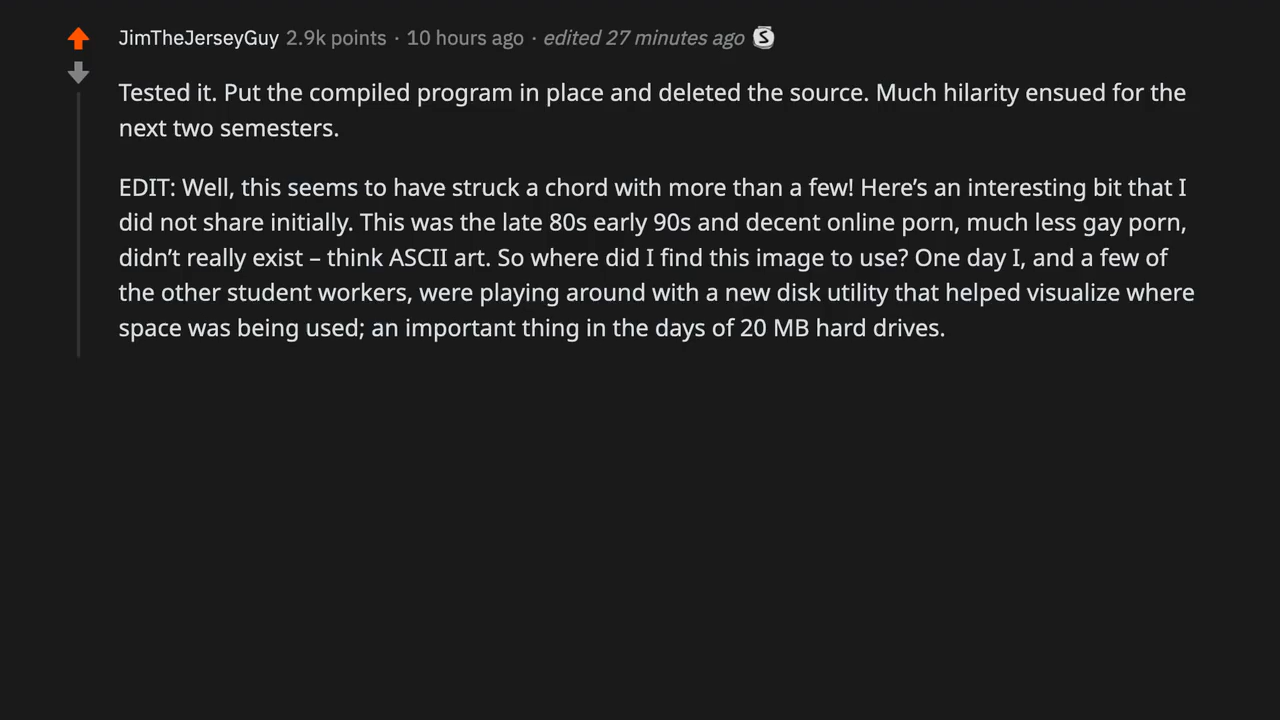 JimTheJerseyGuy 2.9k points · 10 hours ago · edited 27 minutes ago S
Tested it. Put the compiled program in place and deleted the source. Much hilarity ensued for the
next two semesters.
EDIT: Well, this seems to have struck a chord with more than a few! Here’s an interesting bit that I
did not share initially. This was the late 80s early 90s and decent online porn, much less gay porn,
didn’t really exist – think ASCII art. So where did I find this image to use? One day I, and a few of
the other student workers, were playing around with a new disk utility that helped visualize where
space was being used; an important thing in the days of 20 MB hard drives.